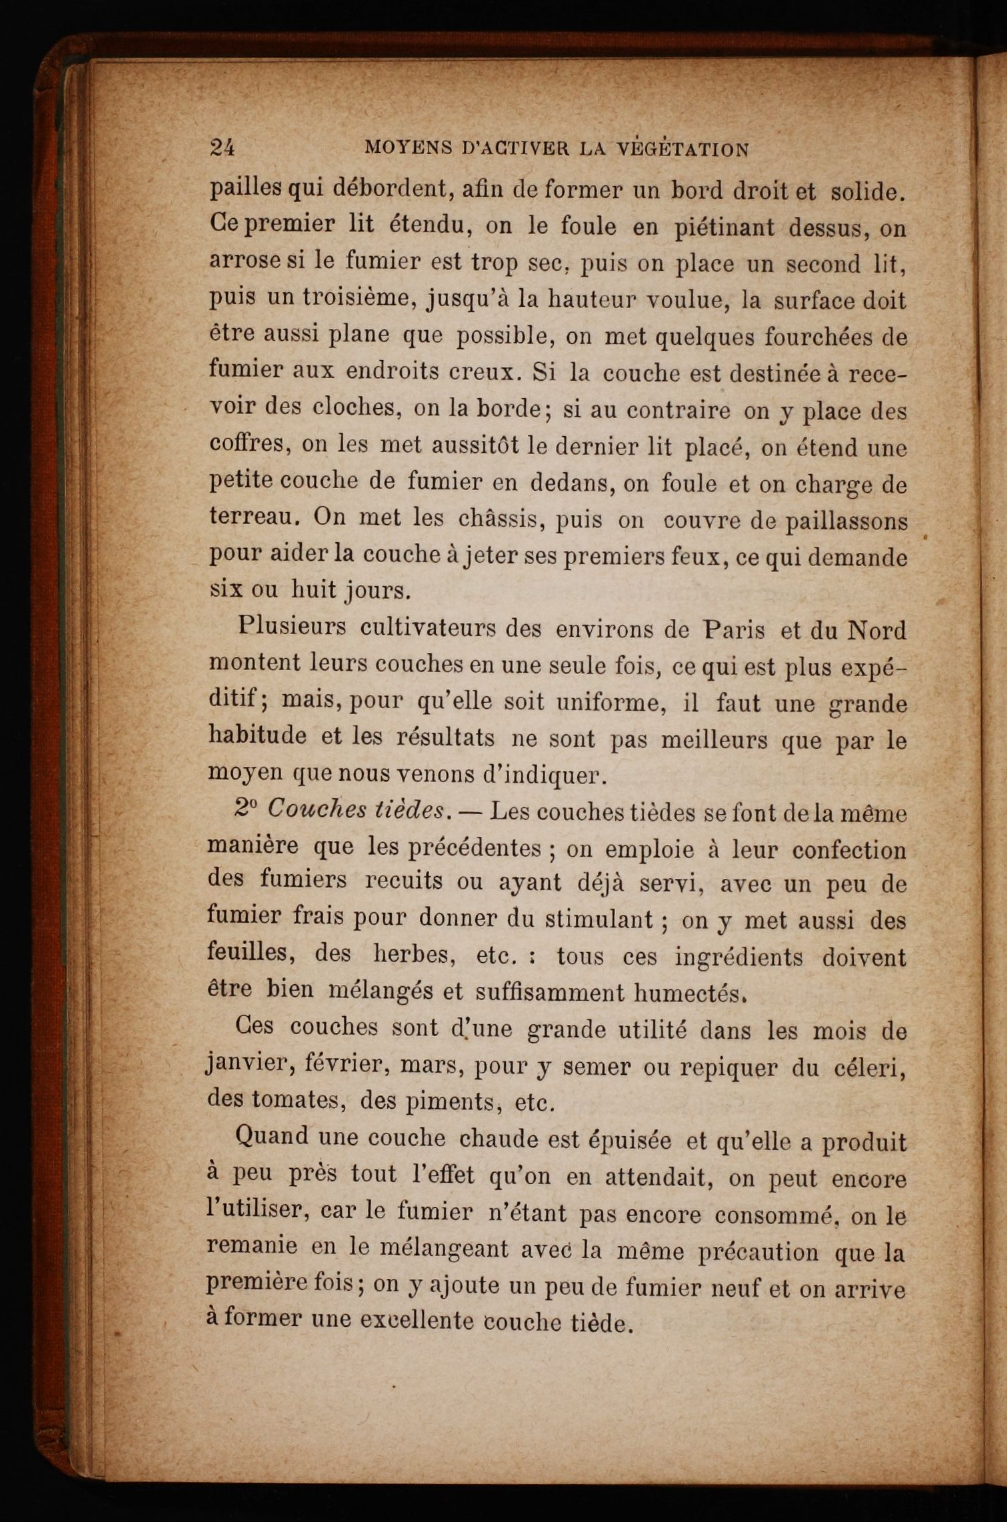 24 MOYENS D'ACTIVER LA VÉGÉTATION
pailles qui débordent, afin de former un bord droit et solide.
Ce premier lit étendu, on le foule en piétinant dessus, on
arrose si le fumier est trop sec, puis on place un second lit,
puis un troisième, jusqu'à la hauteur voulue, la surface doit
être aussi plane que possible, on met quelques fourchées de
fumier aux endroits creux. Si la couche est destinée à rece-
voir des cloches, on la borde; si au contraire on y place des
coffres, on les met aussitôt le dernier lit placé, on étend une
petite couche de fumier en dedans, on foule et on charge de
terreau. On met les châssis, puis on couvre de paillassons
pour aider la couche à jeter ses premiers feux, ce qui demande
six ou huit jours.
Plusieurs cultivateurs des environs de Paris et du Nord
montent leurs couches en une seule fois, ce qui est plus expé-
ditif; mais, pour qu'elle soit uniforme, il faut une grande
habitude et les résultats ne sont pas meilleurs que par le
moyen que nous venons d'indiquer.
2º Couches tièdes. — Les couches tièdes se font de la même
manière que les précédentes ; on emploie à leur confection
des fumiers recuits ou ayant déjà servi, avec un peu de
fumier frais pour donner du stimulant ; on y met aussi des
feuilles, des herbes, etc. : tous ces ingrédients doivent
être bien mélangés et suffisamment humectés.
Ces couches sont d'une grande utilité dans les mois de
janvier, février, mars, pour y semer ou repiquer du céleri,
des tomates, des piments, etc.
Quand une couche chaude est épuisée et qu'elle a produit
à peu près tout l'effet qu'on en attendait, on peut encore
l'utiliser, car le fumier n'étant pas encore consommé, on le
remanie en le mélangeant avec la même précaution que la
première fois; on y ajoute un peu de fumier neuf et on arrive
à former une excellente couche tiède.